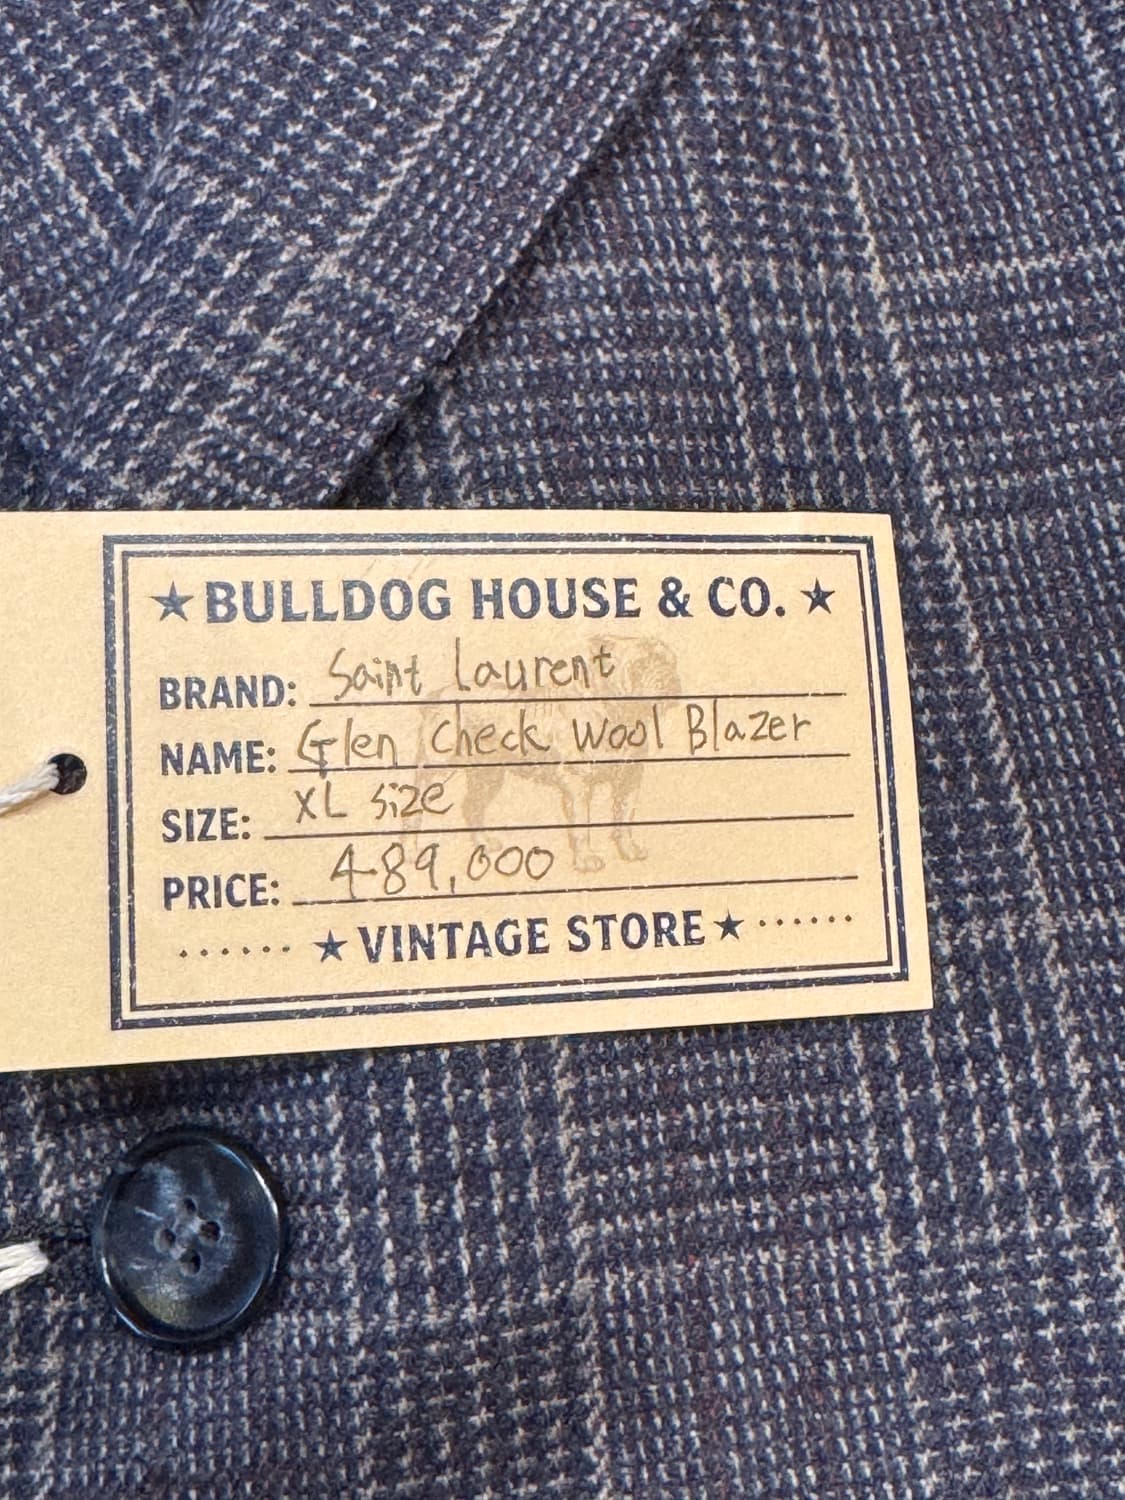 ★ BULLDOG HOUSE & CO. ★
BRAND: Saint Laurent
NAME: Glen Check Wool Blazer
SIZE: XL size
PRICE: 489,000
...... ★ VINTAGE STORE ★ ......